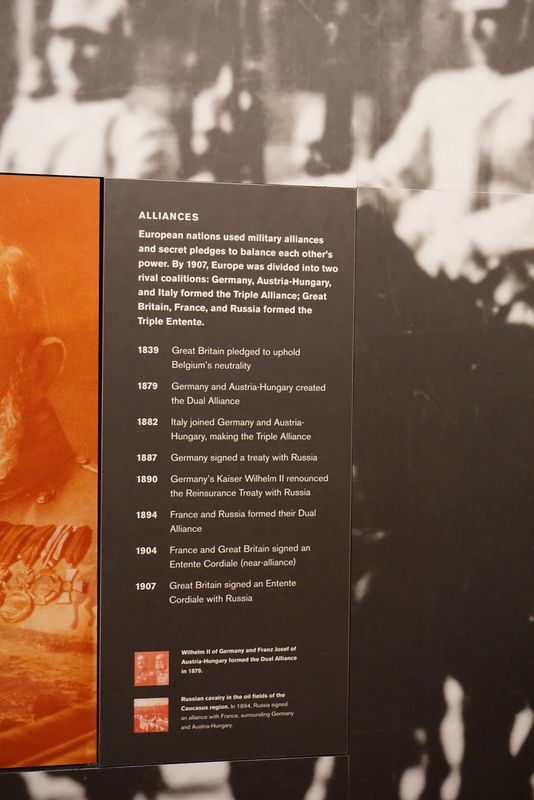 ALLIANCES
European nations used military alliances
and secret pledges to balance each other's
power. By 1907, Europe was divided into two
rival coalitions: Germany, Austria-Hungary,
and Italy formed the Triple Alliance; Great
Britain, France, and Russia formed the
Triple Entente.
1839 Great Britain pledged to uphold
Belgium's neutrality
1879 Germany and Austria-Hungary created
the Dual Alliance
1882 Italy joined Germany and Austria-
Hungary, making the Triple Alliance
1887 Germany signed a treaty with Russia
1890 Germany's Kaiser Wilhelm II renounced
the Reinsurance Treaty with Russia
1894 France and Russia formed their Dual
Alliance
1904 France and Great Britain signed an
Entente Cordiale (near-alliance)
1907 Great Britain signed an Entente
Cordiale with Russia
Wilhelm II of Germany and Franz Josef of
Austria-Hungary formed the Dual Alliance
in 1879.
Russian cavalry in the oil fields of the
Caucasus region. In 1894, Russia signed
an alliance with France, surrounding Germany
and Austria-Hungary.